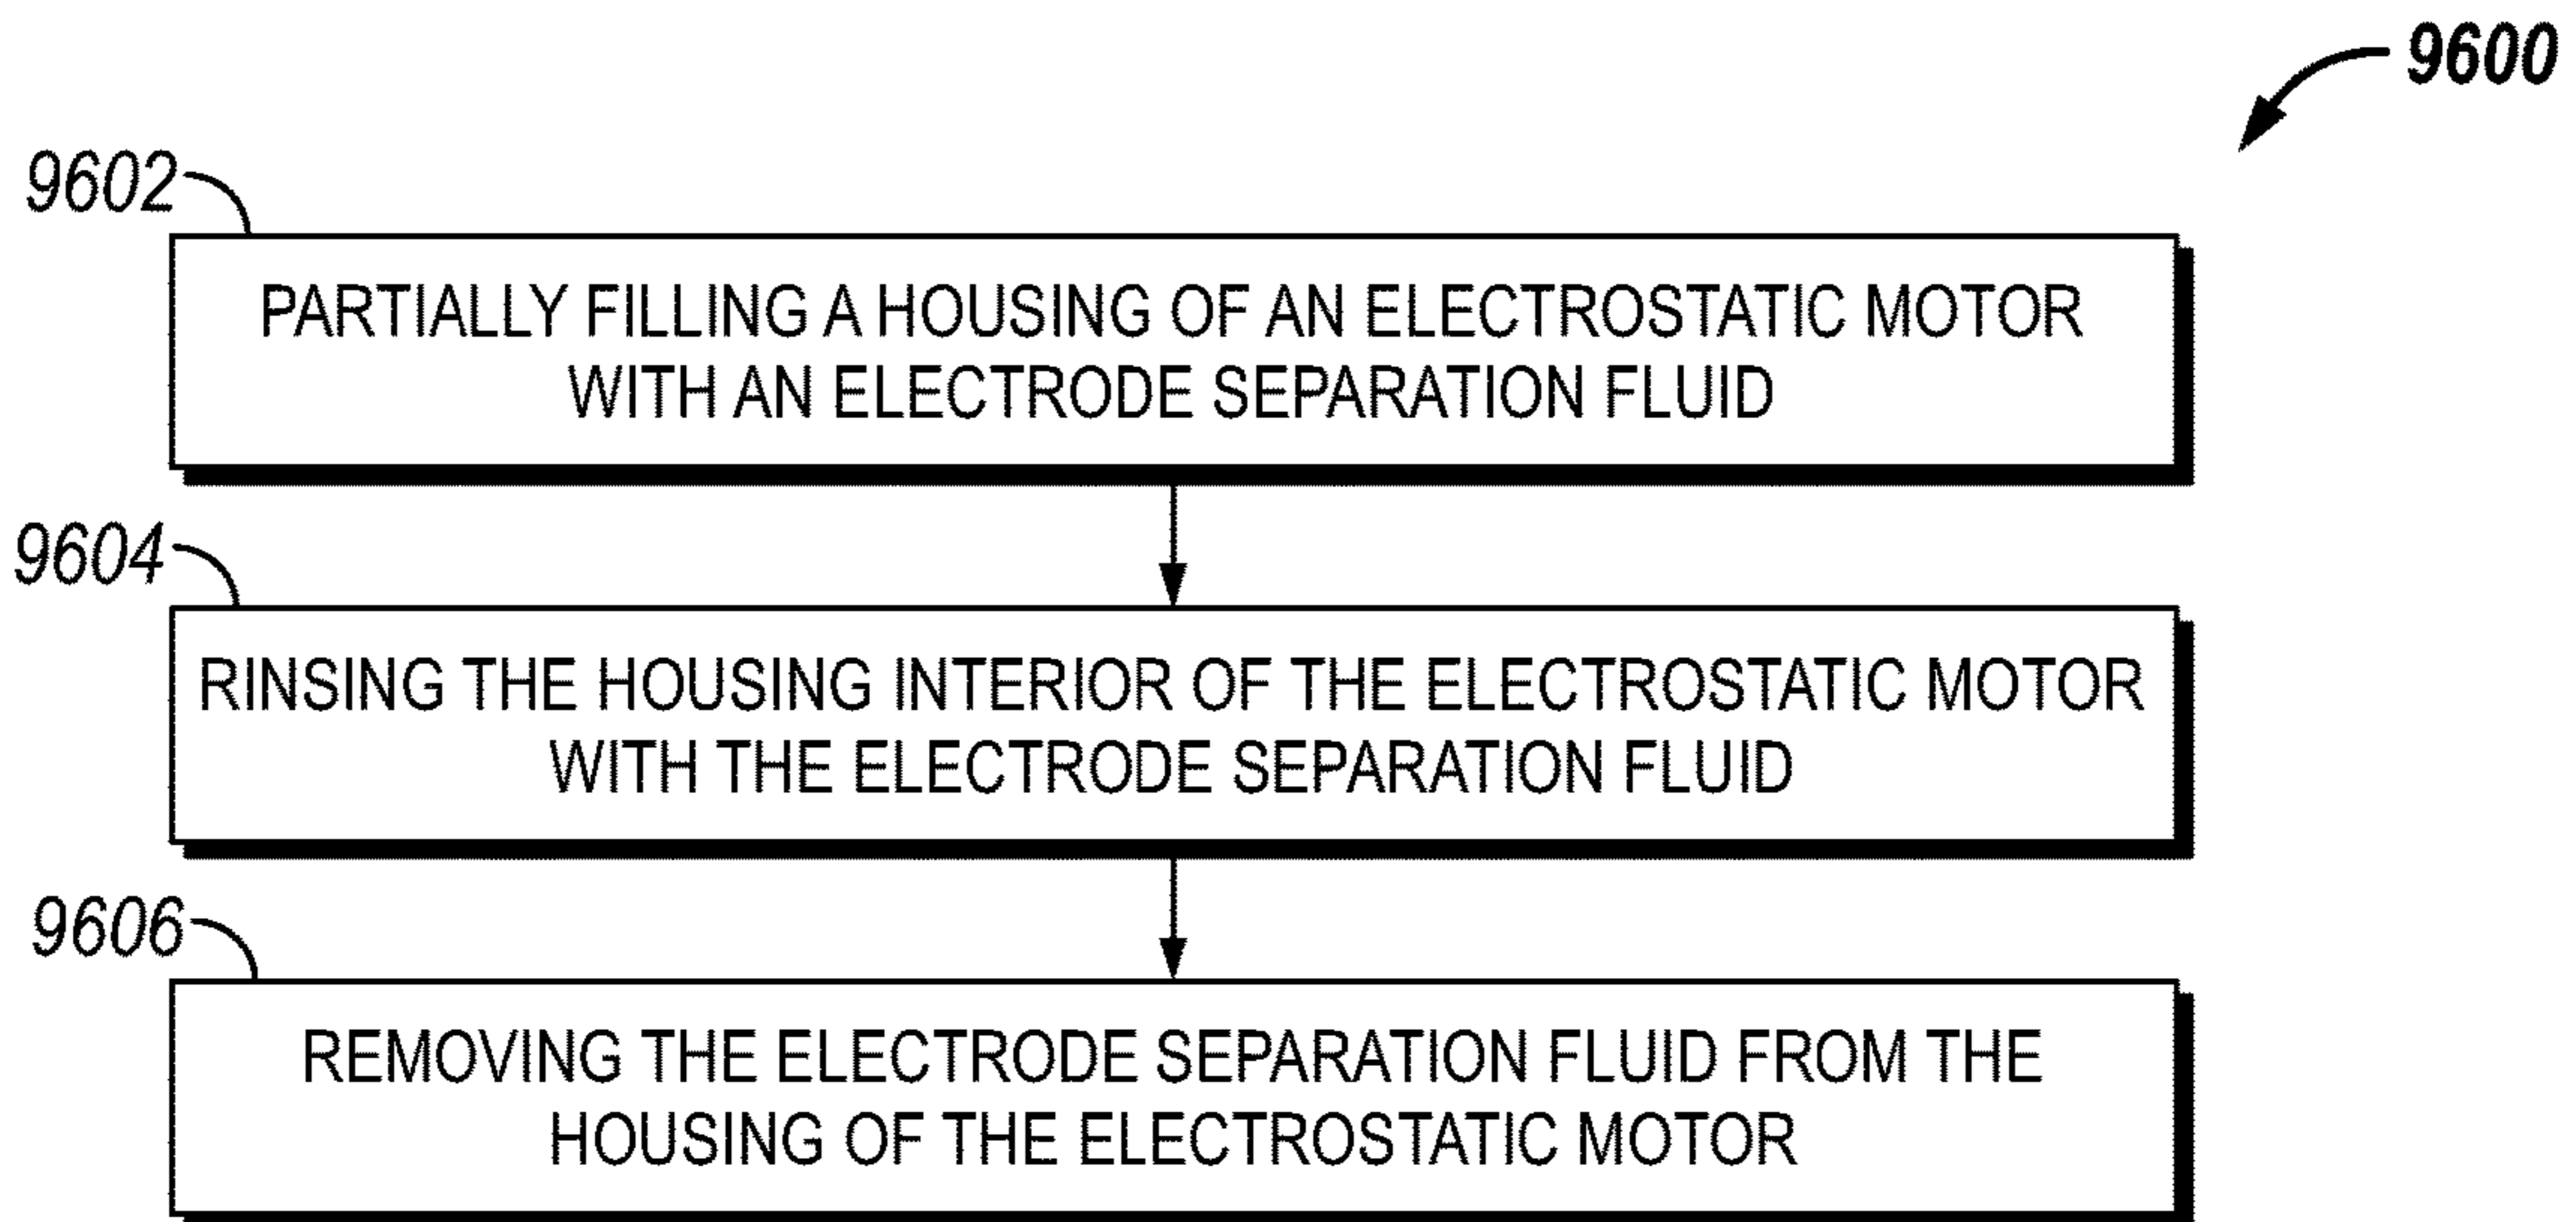 9600
9602
PARTIALLY FILLING A HOUSING OF AN ELECTROSTATIC MOTOR
WITH AN ELECTRODE SEPARATION FLUID
9604
RINSING THE HOUSING INTERIOR OF THE ELECTROSTATIC MOTOR
WITH THE ELECTRODE SEPARATION FLUID
9606
REMOVING THE ELECTRODE SEPARATION FLUID FROM THE
HOUSING OF THE ELECTROSTATIC MOTOR